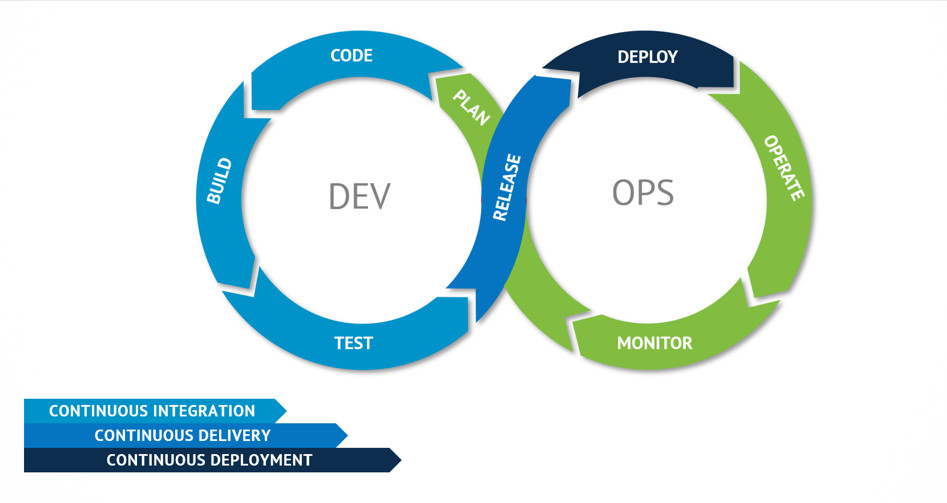 CODE
DEPLOY
PLAN
BUILD
DEV
RELEASE
OPS
OPERATE
TEST
MONITOR
CONTINUOUS INTEGRATION
CONTINUOUS DELIVERY
CONTINUOUS DEPLOYMENT